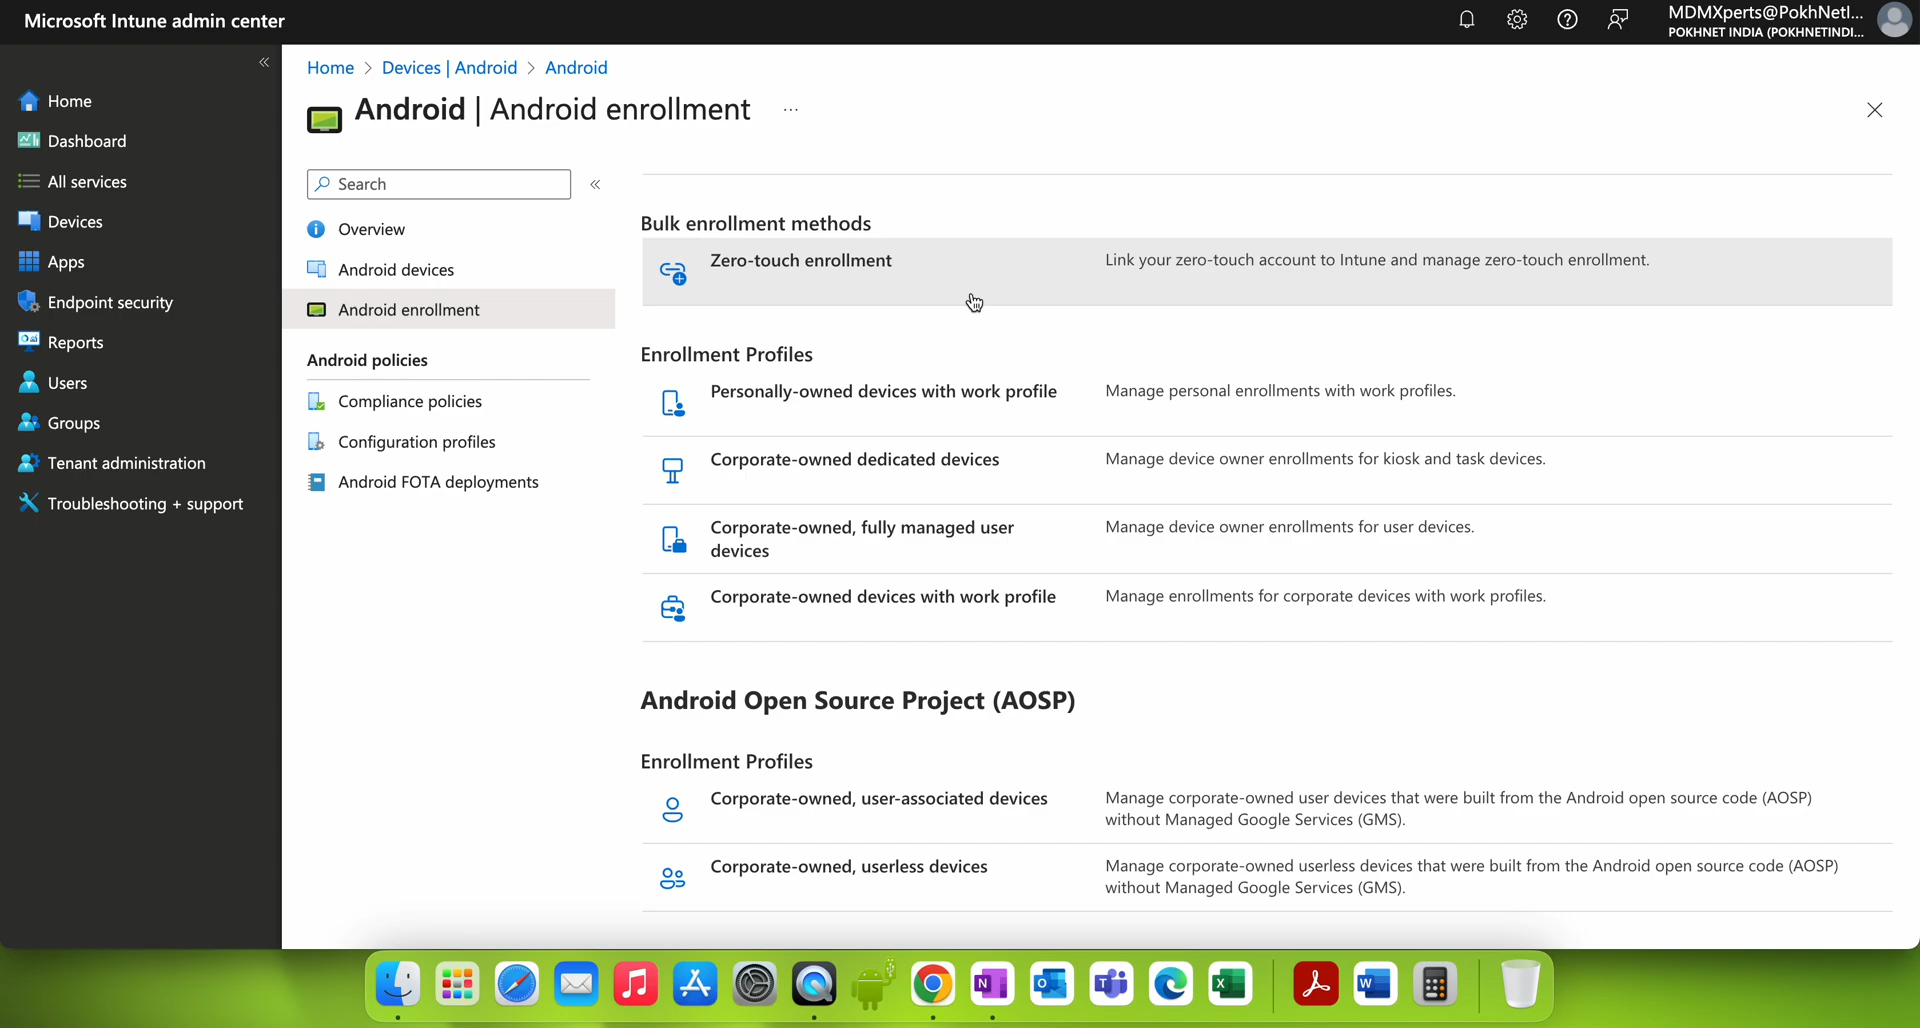 Microsoft Intune admin center
MDMXperts@PokhNetI...
POKHNET INDIA (POKHNETINDI...
Home
Dashboard
All services
Devices
Apps
Endpoint security
Reports
Users
Groups
Tenant administration
Troubleshooting + support
Home > Devices | Android > Android
Android | Android enrollment ...
Search
Overview
Android devices
Android enrollment
Android policies
Compliance policies
Configuration profiles
Android FOTA deployments
Bulk enrollment methods
Zero-touch enrollment
Link your zero-touch account to Intune and manage zero-touch enrollment.
Enrollment Profiles
Personally-owned devices with work profile
Manage personal enrollments with work profiles.
Corporate-owned dedicated devices
Manage device owner enrollments for kiosk and task devices.
Corporate-owned, fully managed user
devices
Manage device owner enrollments for user devices.
Corporate-owned devices with work profile
Manage enrollments for corporate devices with work profiles.
Android Open Source Project (AOSP)
Enrollment Profiles
Corporate-owned, user-associated devices
Manage corporate-owned user devices that were built from the Android open source code (AOSP)
without Managed Google Services (GMS).
Corporate-owned, userless devices
Manage corporate-owned userless devices that were built from the Android open source code (AOSP)
without Managed Google Services (GMS).